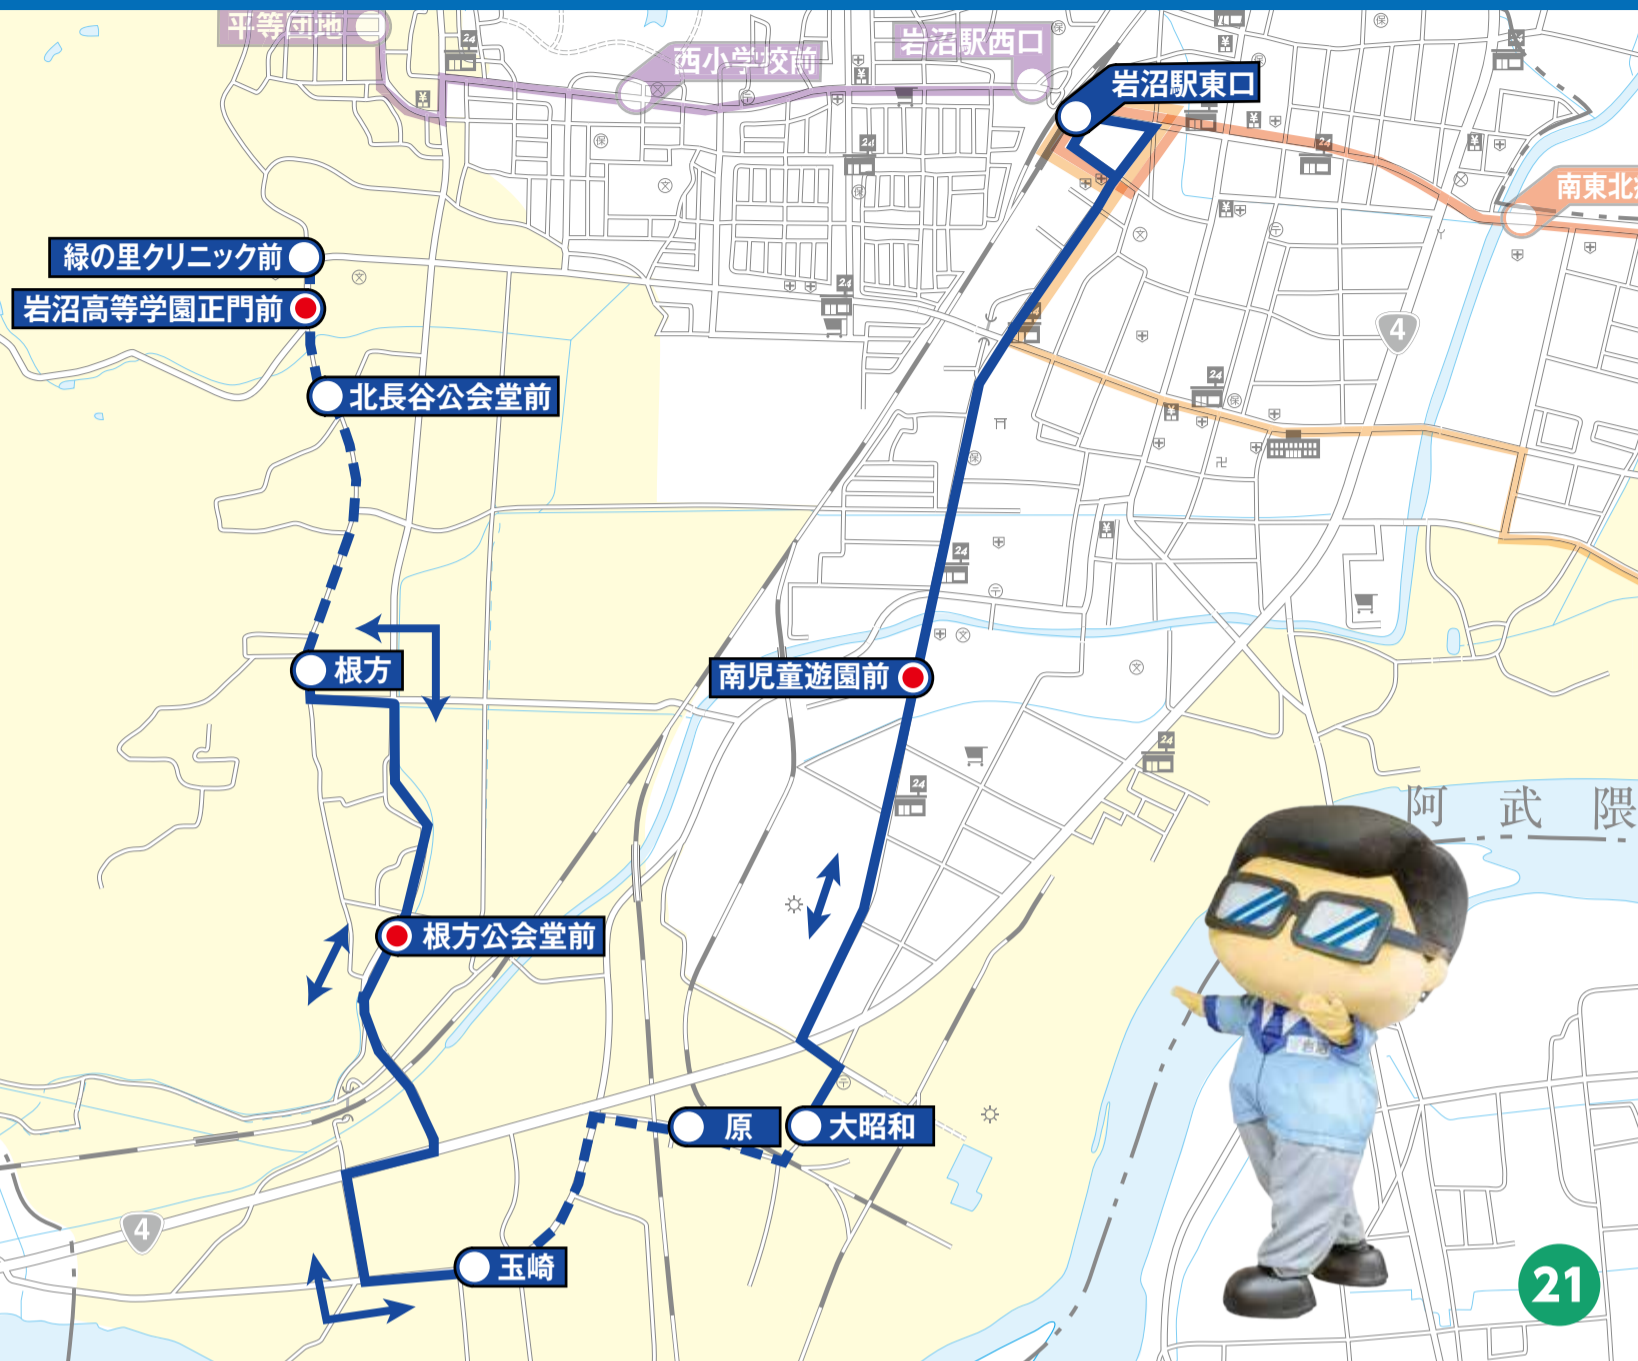 平等団地
西小学校前
岩沼駅西口
岩沼駅東口
南東北
緑の里クリニック前
岩沼高等学園正門前
4
北長谷公会堂前
根方
南児童遊園前
阿武隈
根方公会堂前
原
大昭和
4
玉崎
21